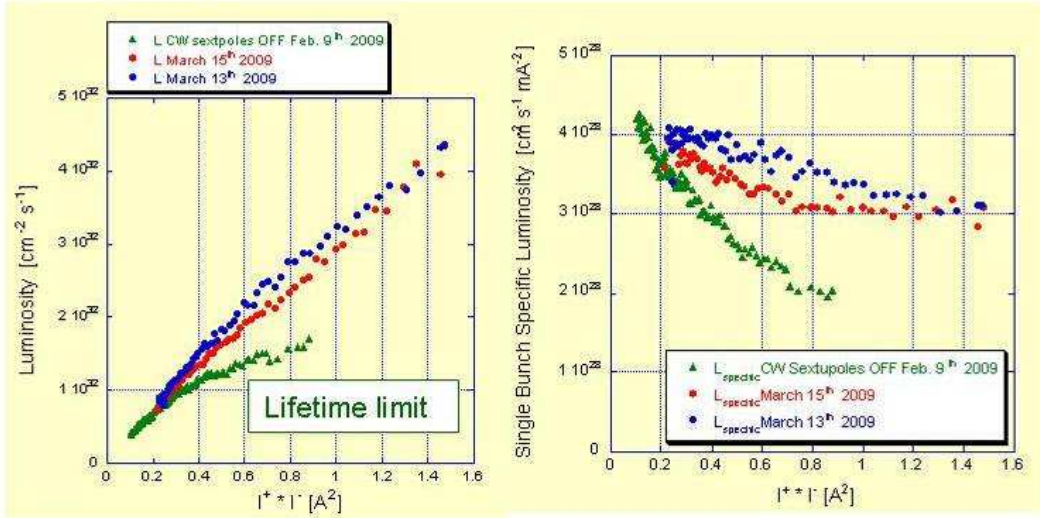 L CW sextpoles OFF Feb. 9th 2009
L March 15th 2009
L March 13th 2009
Luminosity [cm-2 s-1]
5 10^32
4 10^32
3 10^32
2 10^32
1 10^32
0
0 0.2 0.4 0.6 0.8 1 1.2 1.4 1.6
I+ * I- [A2]
Lifetime limit
Single Bunch Specific Luminosity [cm2 s-1 mA-2]
5 10^28
4 10^28
3 10^28
2 10^28
1 10^28
0
0 0.2 0.4 0.6 0.8 1 1.2 1.4 1.6
I+ * I- [A2]
Lspecific CW Sextupoles OFF Feb. 9th 2009
Lspecific March 15th 2009
Lspecific March 13th 2009